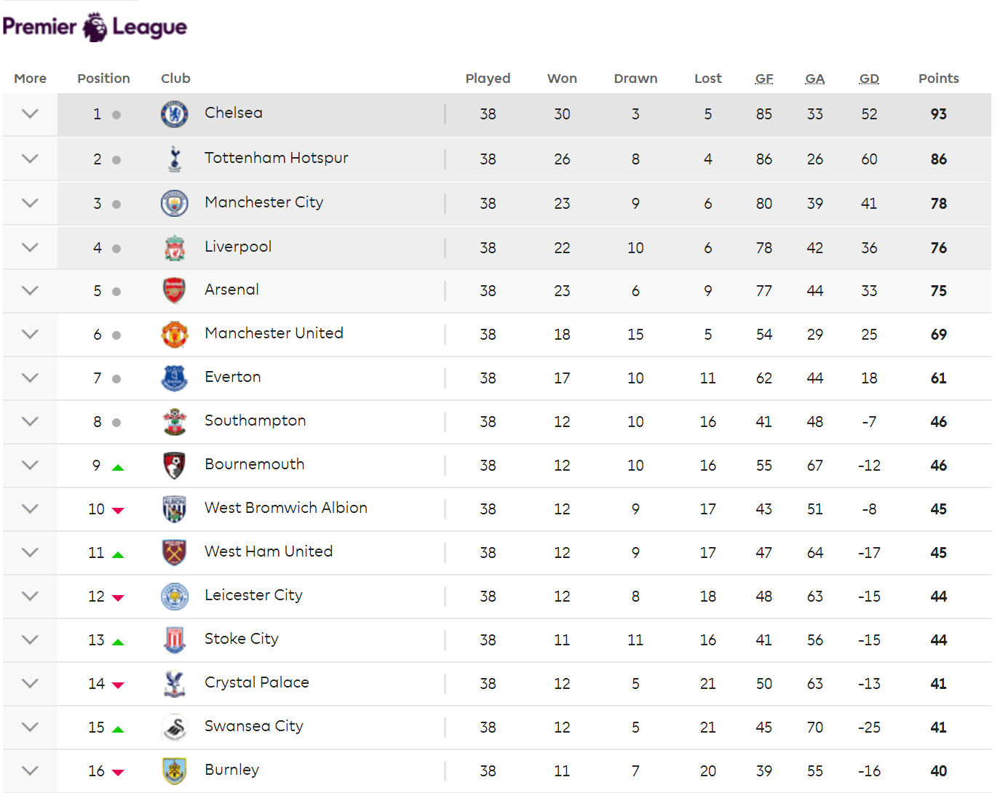 Premier League
More Position Club Played Won Drawn Lost GF GA GD Points
1 Chelsea 38 30 3 5 85 33 52 93
2 Tottenham Hotspur 38 26 8 4 86 26 60 86
3 Manchester City 38 23 9 6 80 39 41 78
4 Liverpool 38 22 10 6 78 42 36 76
5 Arsenal 38 23 6 9 77 44 33 75
6 Manchester United 38 18 15 5 54 29 25 69
7 Everton 38 17 10 11 62 44 18 61
8 Southampton 38 12 10 16 41 48 -7 46
9 Bournemouth 38 12 10 16 55 67 -12 46
10 West Bromwich Albion 38 12 9 17 43 51 -8 45
11 West Ham United 38 12 9 17 47 64 -17 45
12 Leicester City 38 12 8 18 48 63 -15 44
13 Stoke City 38 11 11 16 41 56 -15 44
14 Crystal Palace 38 12 5 21 50 63 -13 41
15 Swansea City 38 12 5 21 45 70 -25 41
16 Burnley 38 11 7 20 39 55 -16 40